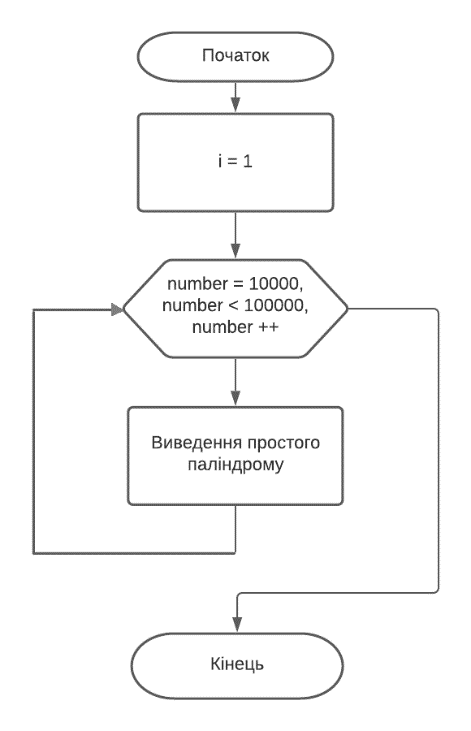 Початок
i = 1
number = 10000,
number < 100000,
number ++
Виведення простого
паліндрому
Кінець